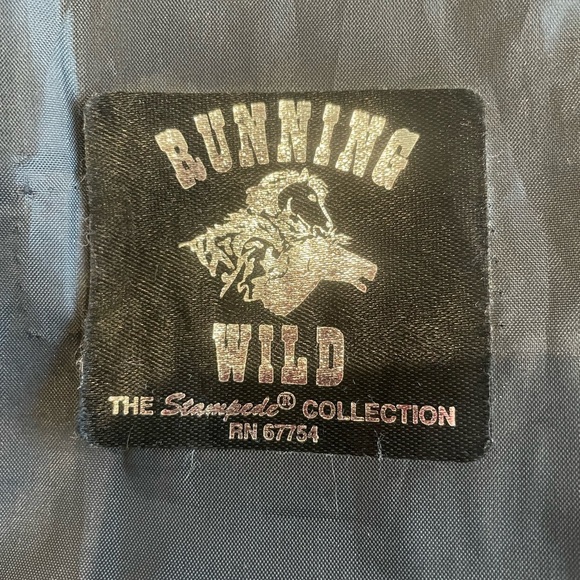 RUNNING
WILD
THE Stampede® COLLECTION
RN 67754